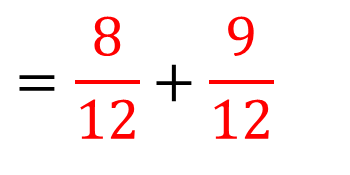 = 8/12 + 9/12